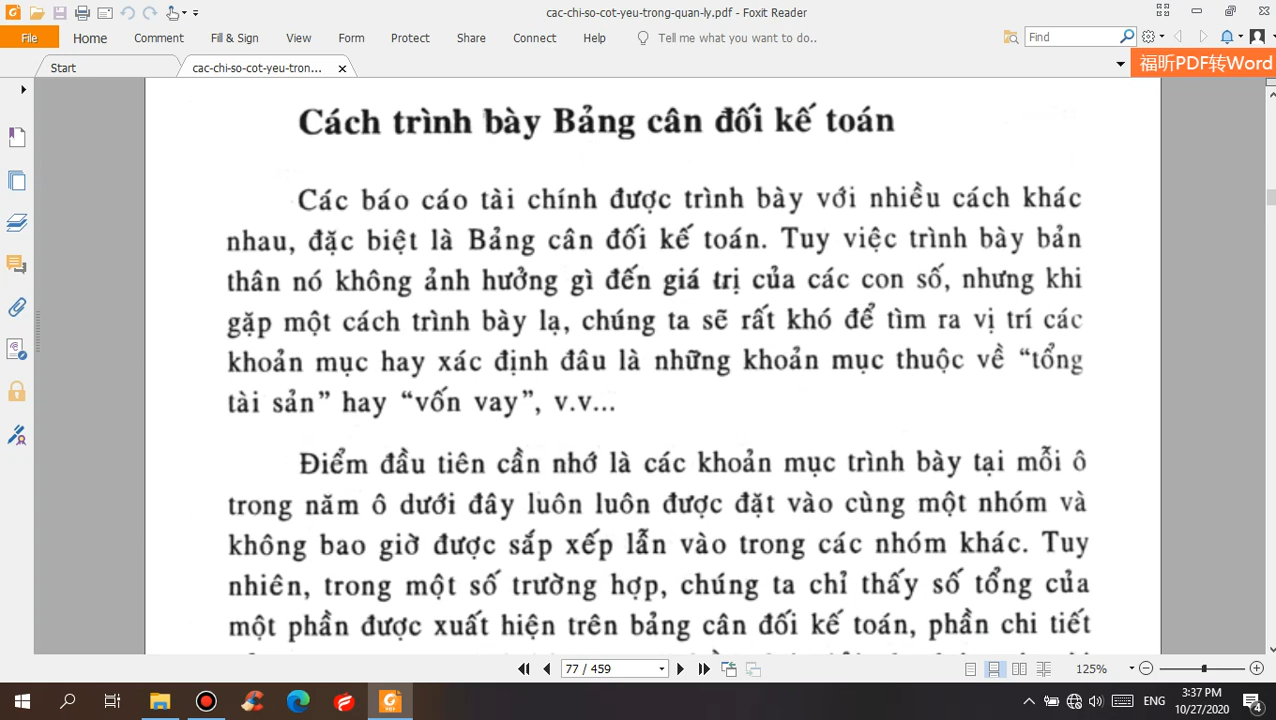 cac-chi-so-cot-yeu-trong-quan-ly.pdf - Foxit Reader
File Home Comment Fill & Sign View Form Protect Share Connect Help Tell me what you want to do.. Find
Start cac-chi-so-cot-yeu-tron... 福昕PDF转Word
Cách trình bày Bảng cân đối kế toán
Các báo cáo tài chính được trình bày với nhiều cách khác
nhau, đặc biệt là Bảng cân đối kế toán. Tuy việc trình bày bản
thân nó không ảnh hưởng gì đến giá trị của các con số, nhưng khi
gặp một cách trình bày lạ, chúng ta sẽ rất khó để tìm ra vị trí các
khoản mục hay xác định đâu là những khoản mục thuộc về “tổng
tài sản” hay “vốn vay”, v.v...
Điểm đầu tiên cần nhớ là các khoản mục trình bày tại mỗi ô
trong năm ô dưới đây luôn luôn được đặt vào cùng một nhóm và
không bao giờ được sắp xếp lẫn vào trong các nhóm khác. Tuy
nhiên, trong một số trường hợp, chúng ta chỉ thấy số tổng của
một phần được xuất hiện trên bảng cân đối kế toán, phần chi tiết
77 / 459 125%
ENG 3:37 PM
10/27/2020 4